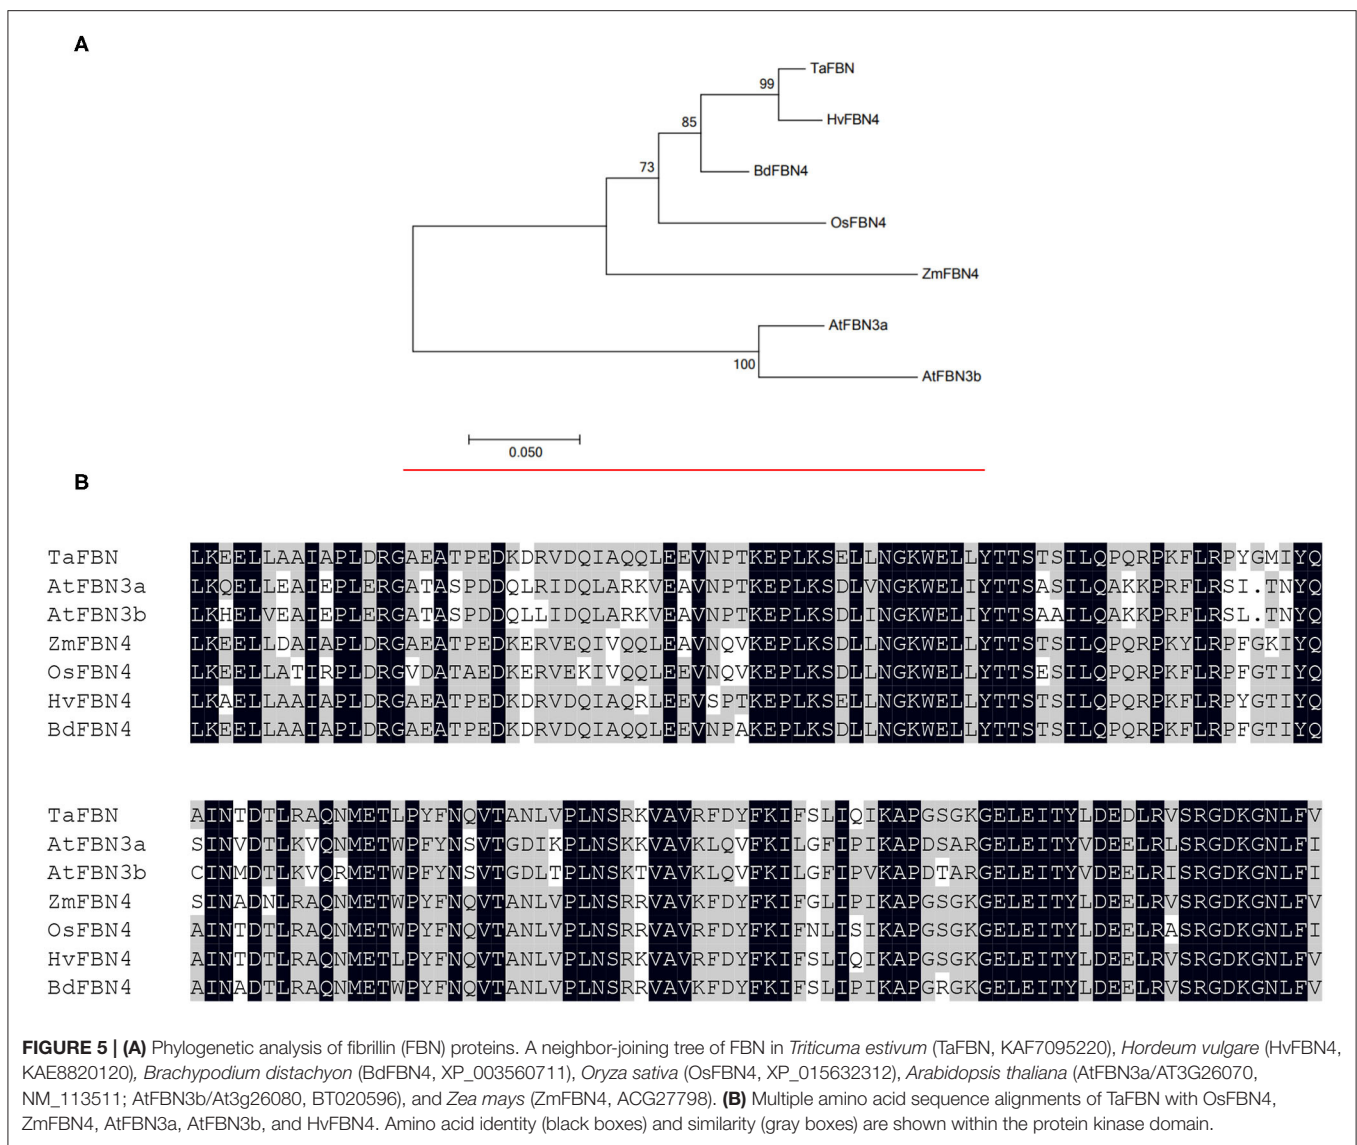 A
TaFBN
99
HvFBN4
85
BdFBN4
73
OsFBN4
ZmFBN4
AtFBN3a
100
AtFBN3b
0.050
B
TaFBN LKEELLAAIAPLDRGAEATPEDKDRVDQIAQQLEEVNPTKEPLKSELLNGKWELLYTTSTSILQPQRPKFLRPYGMIYQ
AtFBN3a LKQELLEAIEPLERGATASPDDQLRIDQLARKVEAVNPTKEPLKSDLVNGKWELIYTTSASILQAKKPRFLRSI.TNYQ
AtFBN3b LKHELVEAIEPLERGATASPDDQLLIDQLARKVEAVNPTKEPLKSDLINGKWELIYTTSAAILQAKKPRFLRSL.TNYQ
ZmFBN4 LKEELLDAIAPLDRGAEATPEDKERVEQIVQQLEAVNQVKEPLKSDLLNGKWELLYTTSTSILQPQRPKYLRPFGKIYQ
OsFBN4 LKEELLATIRPLDRGVDATAEDKERVEKIVQQLEEVNQVKEPLKSDLLNGKWELLYTTSESILQPQRPKFLRPFGTIYQ
HvFBN4 LKAELLAAIAPLDRGAEATPEDKDRVDQIAQRLEEVSPTKEPLKSDLLNGKWELLYTTSTSILQPQRPKFLRPYGTIYQ
BdFBN4 LKEELLAAIAPLDRGAEATPEDKDRVDQIAQQLEEVNPAKEPLKSDLLNGKWELLYTTSTSILQPQRPKFLRPFGTIYQ
TaFBN AINTDTLRAQNMETLPYFNQVTANLVPLNSRKVAVRFDYFKIFSLIQIKAPGSGKGELEITYLDEDLRVSRGDKGNLFV
AtFBN3a SINVDTLKVQNMETWPFYNSVTGDIKPLNSKKVAVKLQVFKILGFIPIKAPDSARGELEITYVDEELRLSRGDKGNLFI
AtFBN3b CINMDTLKVQRMETWPFYNSVTGDLTPLNSKTVAVKLQVFKILGFIPVKAPDTARGELEITYVDEELRISRGDKGNLFI
ZmFBN4 SINADNLRAQNMETWPYFNQVTANLVPLNSRRVAVKFDYFKIFGLIPIKAPGSGKGELEITYLDEELRVSRGDKGNLFI
OsFBN4 AINTDTLRAQNMETWPYFNQVTANLVPLNSRRVAVRFDYFKIFNLISIKAPGSGKGELEITYLDEELRASRGDKGNLFI
HvFBN4 AINTDTLRAQNMETLPYFNQVTANLVPLNSRKVAVRFDYFKIFSLIQIKAPGSGKGELEITYLDEELRVSRGDKGNLFV
BdFBN4 AINADTLRAQNMETWPYFNQVTANLVPLNSRRVAVKFDYFKIFSLIPIKAPGRGKGELEITYLDEELRVSRGDKGNLFV
FIGURE 5 | (A) Phylogenetic analysis of fibrillin (FBN) proteins. A neighbor-joining tree of FBN in Triticuma estivum (TaFBN, KAF7095220), Hordeum vulgare (HvFBN4,
KAE8820120), Brachypodium distachyon (BdFBN4, XP_003560711), Oryza sativa (OsFBN4, XP_015632312), Arabidopsis thaliana (AtFBN3a/AT3G26070,
NM_113511; AtFBN3b/At3g26080, BT020596), and Zea mays (ZmFBN4, ACG27798). (B) Multiple amino acid sequence alignments of TaFBN with OsFBN4,
ZmFBN4, AtFBN3a, AtFBN3b, and HvFBN4. Amino acid identity (black boxes) and similarity (gray boxes) are shown within the protein kinase domain.